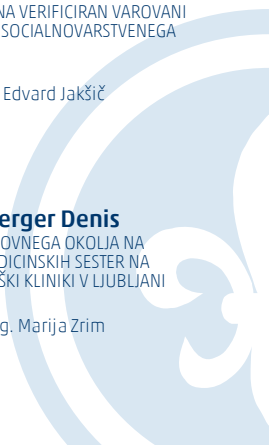 NA VERIFICIRAN VAROVANI
SOCIALNOVARSTVENEGA
Edvard Jakšič
erger Denis
OVNEGA OKOLJA NA
DICINSKIH SESTER NA
ŠKI KLINIKI V LJUBLJANI
g. Marija Zrim